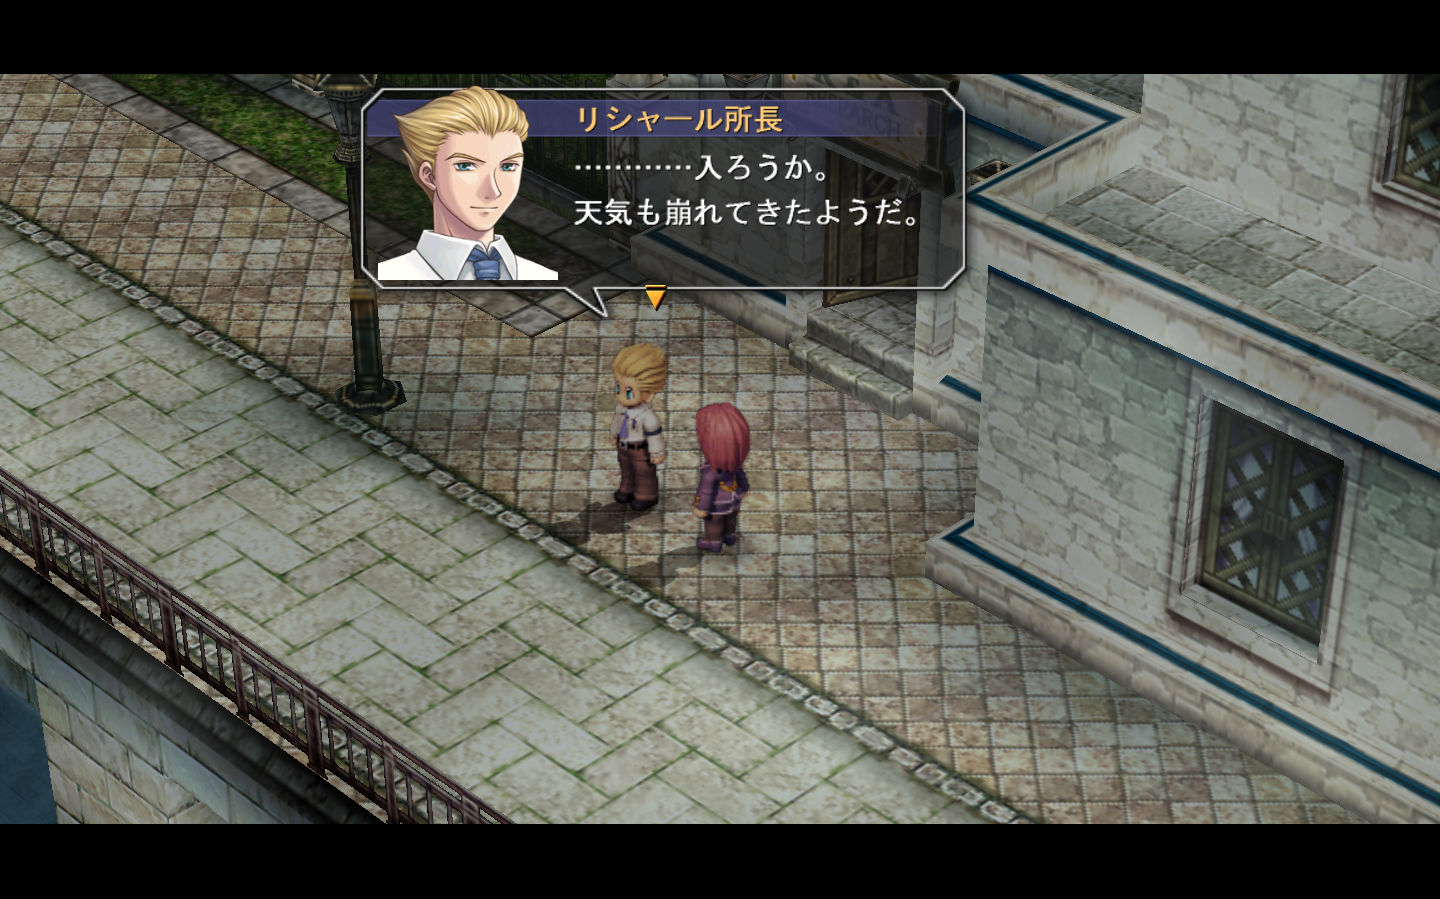 リシャール所長
…………入ろうか。
天気も崩れてきたようだ。